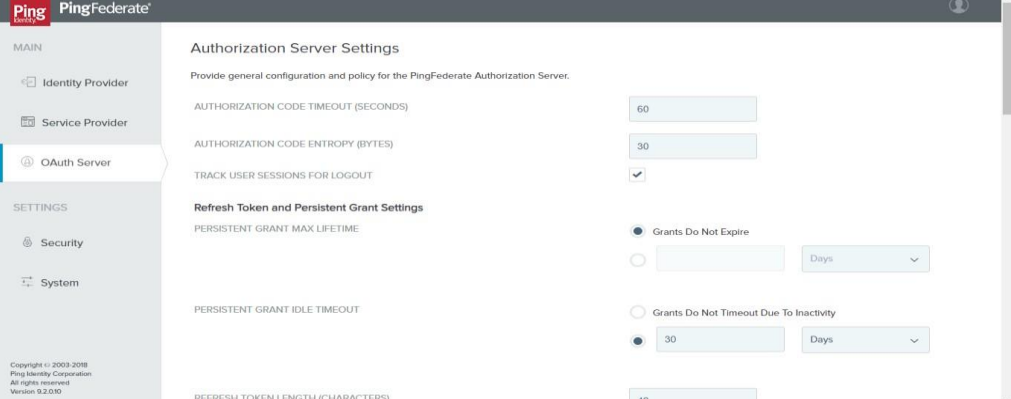 Ping
Identity
PingFederate®
MAIN
Identity Provider
Service Provider
OAuth Server
SETTINGS
Security
System
Copyright © 2003-2018
Ping Identity Corporation
All rights reserved
Version 9.2.0.10
Authorization Server Settings
Provide general configuration and policy for the PingFederate Authorization Server.
AUTHORIZATION CODE TIMEOUT (SECONDS)
60
AUTHORIZATION CODE ENTROPY (BYTES)
30
TRACK USER SESSIONS FOR LOGOUT
Refresh Token and Persistent Grant Settings
PERSISTENT GRANT MAX LIFETIME
Grants Do Not Expire
Days
PERSISTENT GRANT IDLE TIMEOUT
Grants Do Not Timeout Due To Inactivity
30 Days
REFRESH TOKEN LENGTH (CHARACTERS)